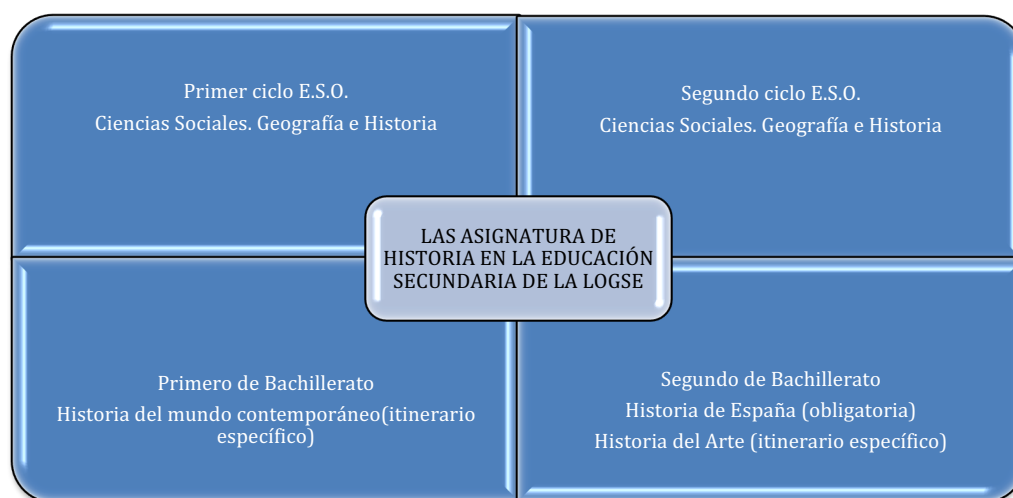 Primer ciclo E.S.O.
Ciencias Sociales. Geografía e Historia
Segundo ciclo E.S.O.
Ciencias Sociales. Geografía e Historia
LAS ASIGNATURA DE
HISTORIA EN LA EDUCACIÓN
SECUNDARIA DE LA LOGSE
Primero de Bachillerato
Historia del mundo contemporáneo(itinerario
específico)
Segundo de Bachillerato
Historia de España (obligatoria)
Historia del Arte (itinerario específico)